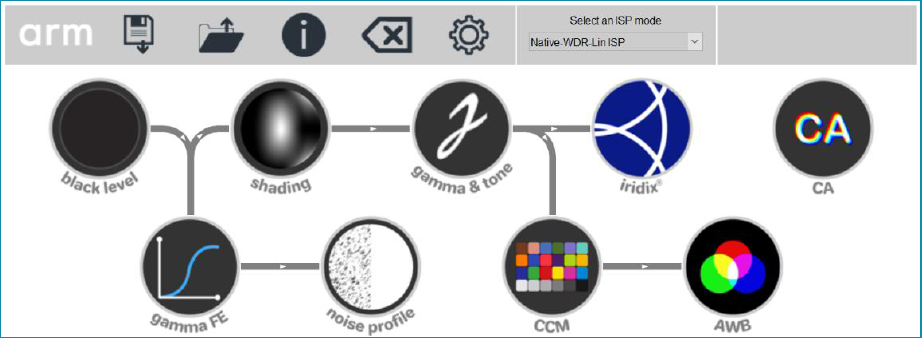 arm
Select an ISP mode
Native-WDR-Lin ISP
black level
shading
gamma & tone
iridix®
CA
CA
gamma FE
noise profile
CCM
AWB